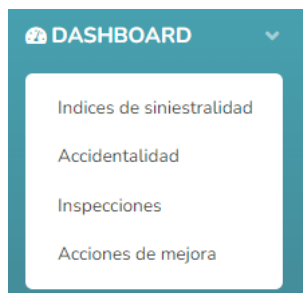 DASHBOARD
Indices de siniestralidad
Accidentalidad
Inspecciones
Acciones de mejora